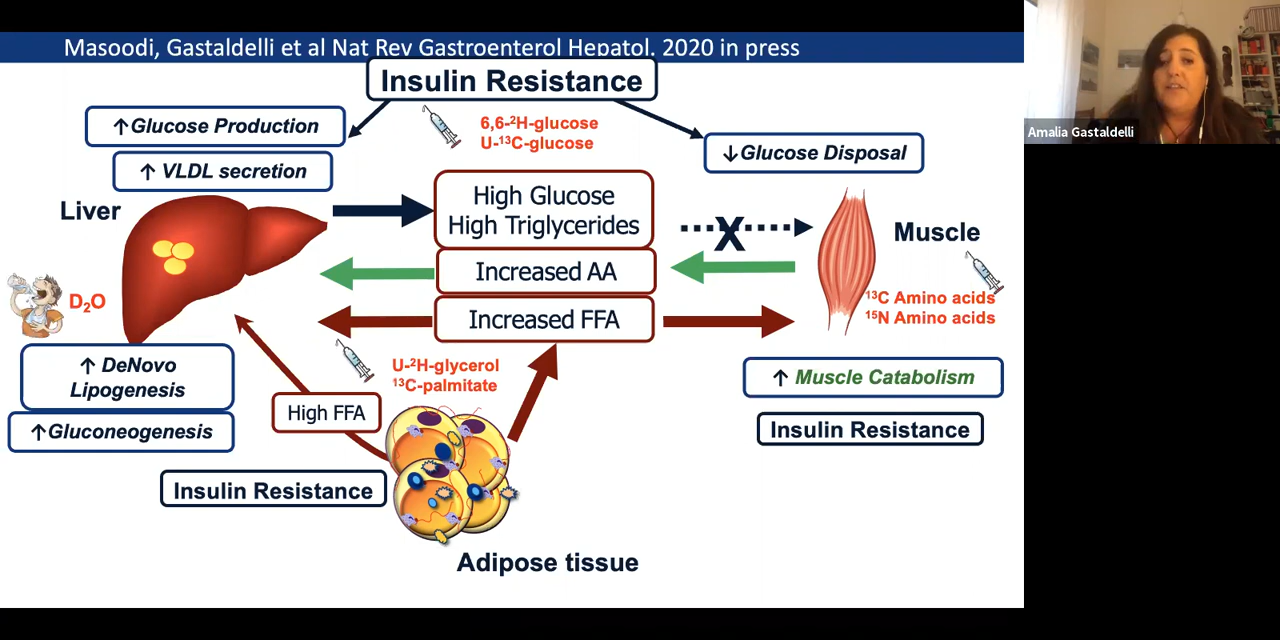 Masoodi, Gastaldelli et al Nat Rev Gastroenterol Hepatol. 2020 in press
Insulin Resistance
↑Glucose Production
6,6-²H-glucose
U-¹³C-glucose
↓Glucose Disposal
↑ VLDL secretion
Liver
High Glucose
High Triglycerides
X
Muscle
Increased AA
D₂O
¹³C Amino acids
¹⁵N Amino acids
Increased FFA
↑ DeNovo
Lipogenesis
U-²H-glycerol
¹³C-palmitate
↑ Muscle Catabolism
High FFA
↑Gluconeogenesis
Insulin Resistance
Insulin Resistance
Adipose tissue
Amalia Gastaldelli